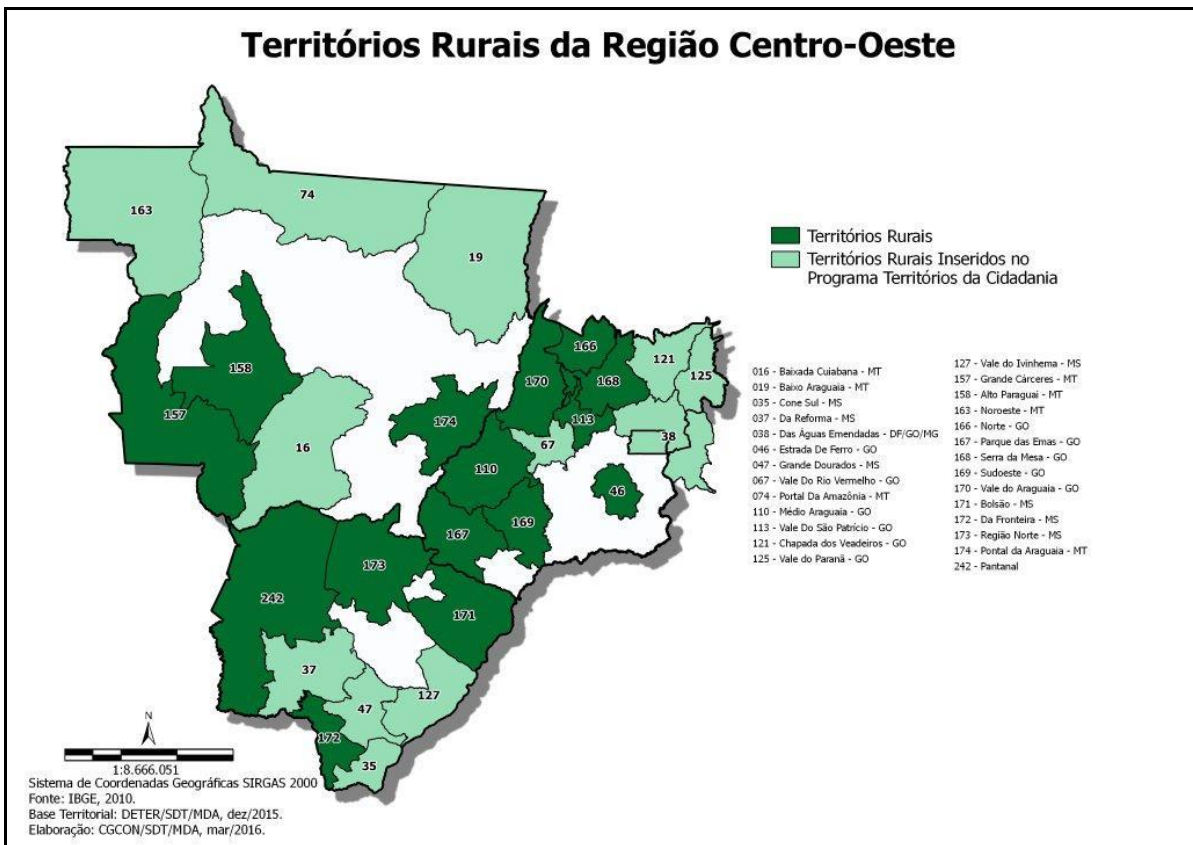 Territórios Rurais da Região Centro-Oeste
74
163
19
166
121
158
170
168
125
174
113
157
67
38
16
110
46
169
167
173
242
171
37
127
47
172
35
Territórios Rurais
Territórios Rurais Inseridos no
Programa Territórios da Cidadania
016 - Baixada Cuiabana - MT
019 - Baixo Araguaia - MT
035 - Cone Sul - MS
037 - Da Reforma - MS
038 - Das Águas Emendadas - DF/GO/MG
046 - Estrada De Ferro - GO
047 - Grande Dourados - MS
067 - Vale Do Rio Vermelho - GO
074 - Portal Da Amazônia - MT
110 - Médio Araguaia - GO
113 - Vale Do São Patrício - GO
121 - Chapada dos Veadeiros - GO
125 - Vale do Paranã - GO
127 - Vale do Ivinhema - MS
157 - Grande Cárceres - MT
158 - Alto Paraguai - MT
163 - Noroeste - MT
166 - Norte - GO
167 - Parque das Emas - GO
168 - Serra da Mesa - GO
169 - Sudoeste - GO
170 - Vale do Araguaia - GO
171 - Bolsão - MS
172 - Da Fronteira - MS
173 - Região Norte - MS
174 - Pontal da Araguaia - MT
242 - Pantanal
N
1:8.666.051
Sistema de Coordenadas Geográficas SIRGAS 2000
Fonte: IBGE, 2010.
Base Territorial: DETER/SDT/MDA, dez/2015.
Elaboração: CGCON/SDT/MDA, mar/2016.